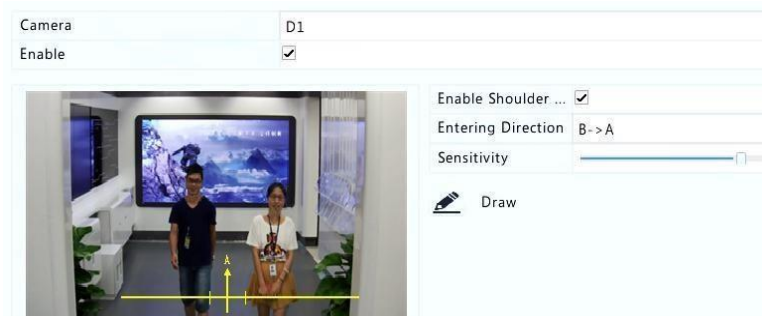 Camera D1
Enable
Enable Shoulder ...
Entering Direction B->A
Sensitivity
Draw
A